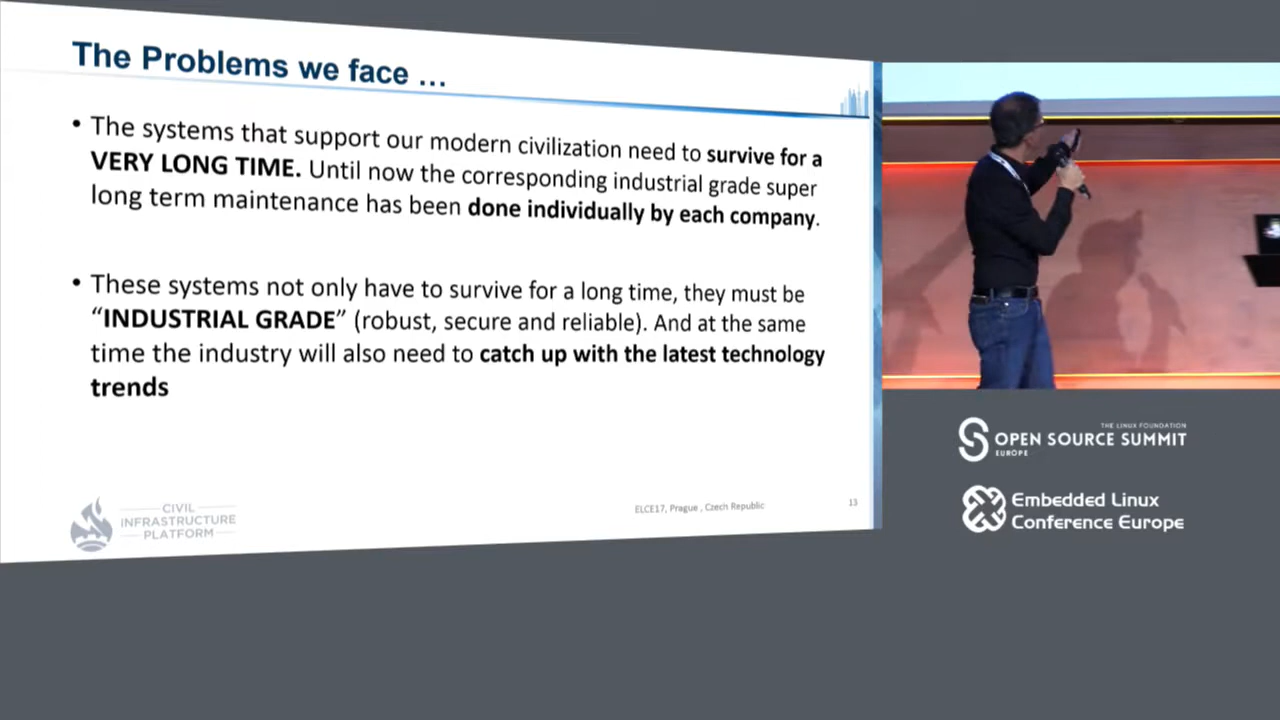 The Problems we face ...
• The systems that support our modern civilization need to survive for a
VERY LONG TIME. Until now the corresponding industrial grade super
long term maintenance has been done individually by each company.
• These systems not only have to survive for a long time, they must be
“INDUSTRIAL GRADE” (robust, secure and reliable). And at the same
time the industry will also need to catch up with the latest technology
trends
CIVIL
INFRASTRUCTURE
PLATFORM
ELCE17, Prague , Czech Republic
13
THE LINUX FOUNDATION
OPEN SOURCE SUMMIT
EUROPE
Embedded Linux
Conference Europe